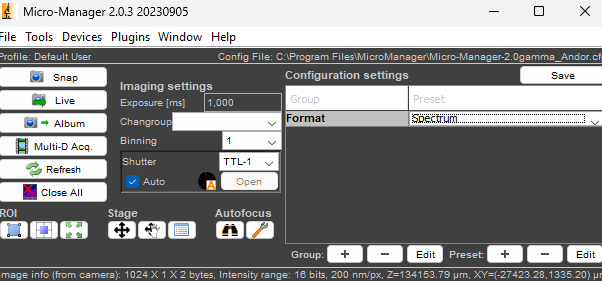 Micro-Manager 2.0.3 20230905
File Tools Devices Plugins Window Help
Profile: Default User Config File: C:\Program Files\MicroManager\Micro-Manager-2.0gamma_Andor.cf
Snap
Live
Album
Multi-D Acq.
Refresh
Close All
Imaging settings
Exposure [ms] 1,000
Changroup
Binning 1
Shutter TTL-1
Auto A Open
Configuration settings Save
Group Preset
Format Spectrum
ROI Stage Autofocus
Group: + − Edit Preset: + − Edit
Image info (from camera): 1024 X 1 X 2 bytes, Intensity range: 16 bits, 200 nm/px, Z=134153.79 µm, XY=(-27423.28,1335.20) µm